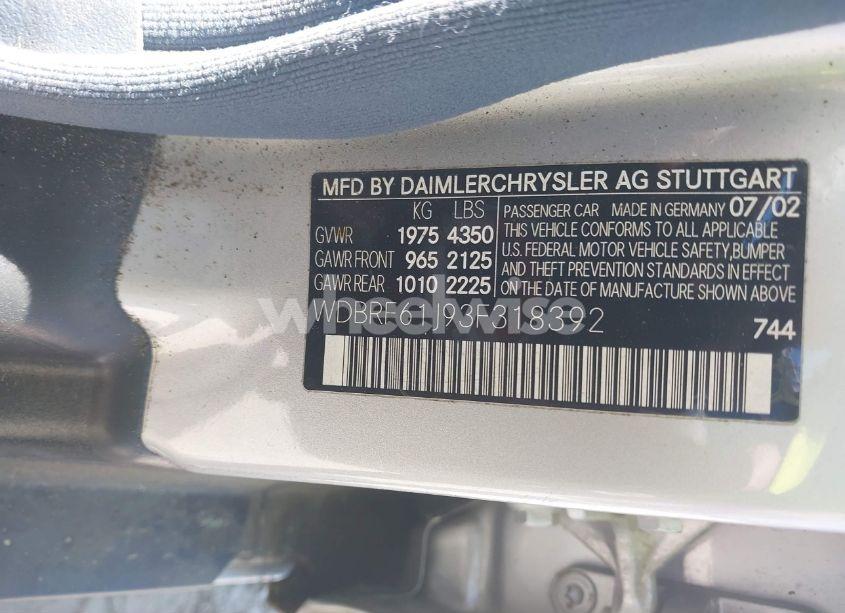 MFD BY DAIMLERCHRYSLER AG STUTTGART
KG LBS
GVWR 1975 4350
GAWR FRONT 965 2125
GAWR REAR 1010 2225
PASSENGER CAR MADE IN GERMANY 07/02
THIS VEHICLE CONFORMS TO ALL APPLICABLE
U.S. FEDERAL MOTOR VEHICLE SAFETY,BUMPER
AND THEFT PREVENTION STANDARDS IN EFFECT
ON THE DATE OF MANUFACTURE SHOWN ABOVE
WDBRF61J93F318392
744
wheelwise